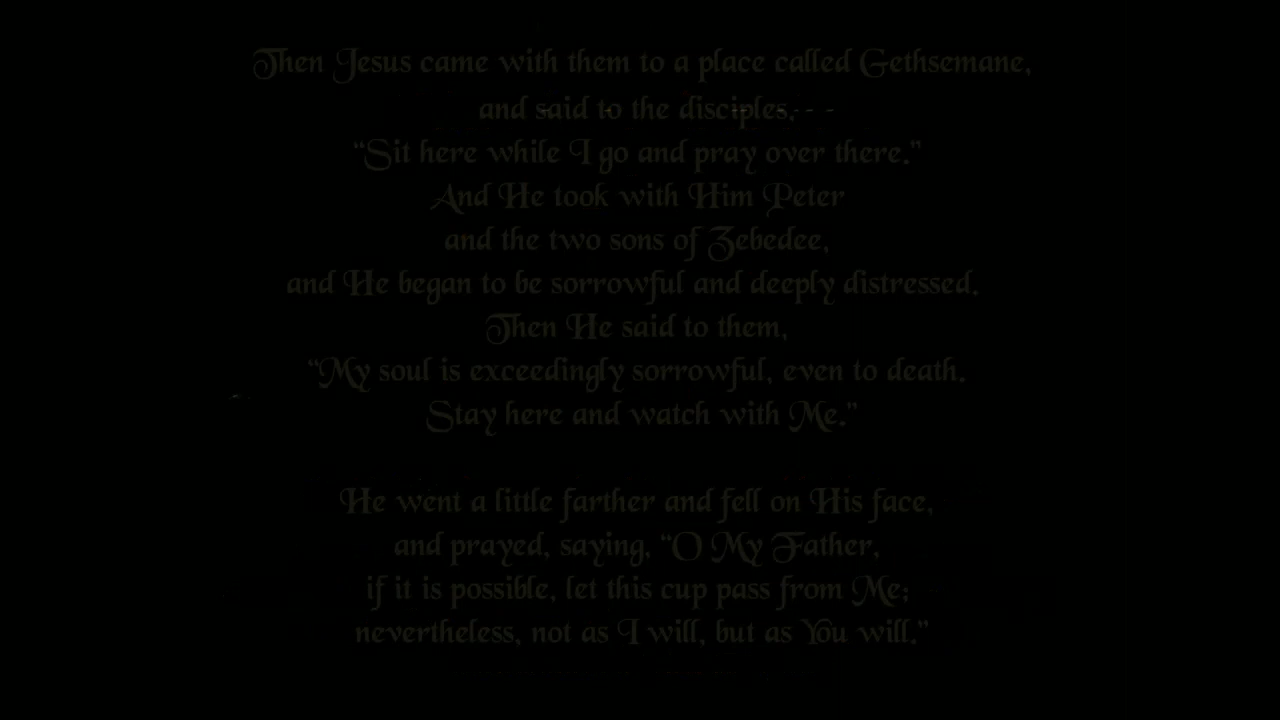 Then Jesus came with them to a place called Gethsemane,
and said to the disciples,
“Sit here while I go and pray over there.”
And He took with Him Peter
and the two sons of Zebedee,
and He began to be sorrowful and deeply distressed.
Then He said to them,
“My soul is exceedingly sorrowful, even to death.
Stay here and watch with Me.”
He went a little farther and fell on His face,
and prayed, saying, “O My Father,
if it is possible, let this cup pass from Me;
nevertheless, not as I will, but as You will.”